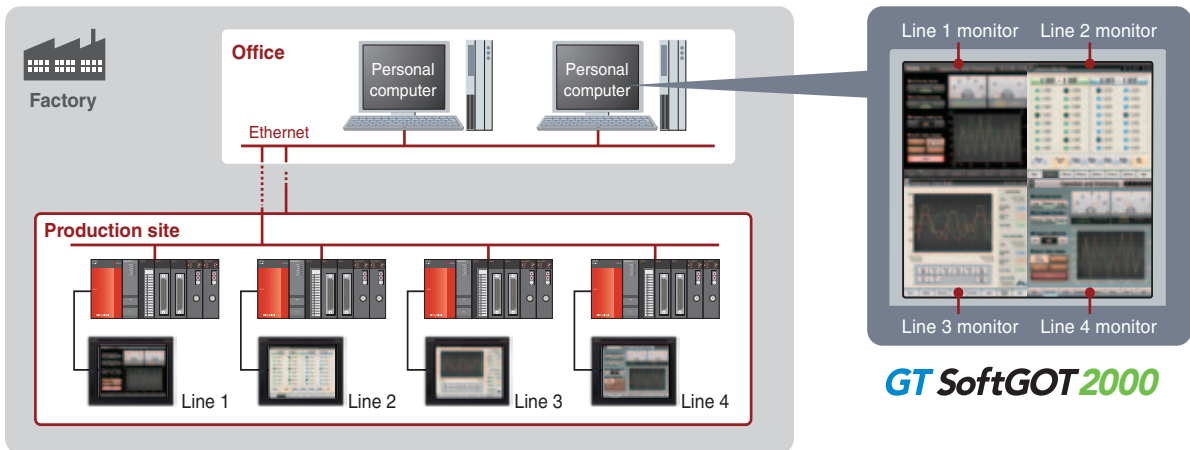 Factory
Office
Personal
computer
Personal
computer
Ethernet
Production site
Line 1
Line 2
Line 3
Line 4
Line 1 monitor
Line 2 monitor
Line 3 monitor
Line 4 monitor
GT SoftGOT 2000